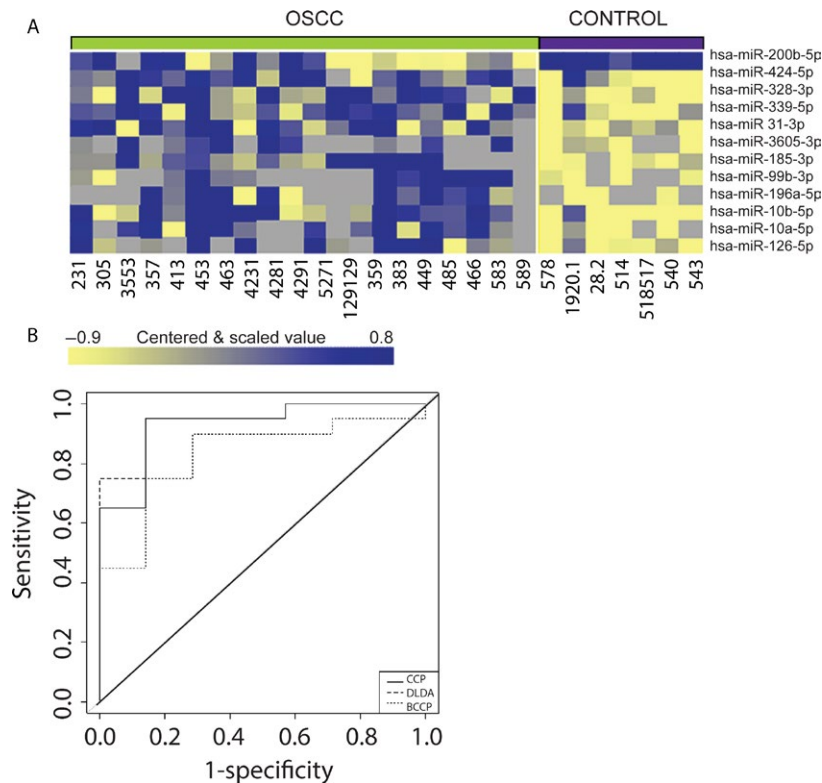 A
OSCC CONTROL
hsa-miR-200b-5p
hsa-miR-424-5p
hsa-miR-328-3p
hsa-miR-339-5p
hsa-miR 31-3p
hsa-miR-3605-3p
hsa-miR-185-3p
hsa-miR-99b-3p
hsa-miR-196a-5p
hsa-miR-10b-5p
hsa-miR-10a-5p
hsa-miR-126-5p
231 305 3553 357 413 453 463 4231 4281 4291 5271 129129 359 383 449 485 466 583 589 578 1920.1 28.2 514 518517 540 543
B
–0.9 Centered & scaled value 0.8
Sensitivity
1.0
0.8
0.6
0.4
0.2
0.0
CCP
DLDA
BCCP
0.0 0.2 0.4 0.6 0.8 1.0
1-specificity